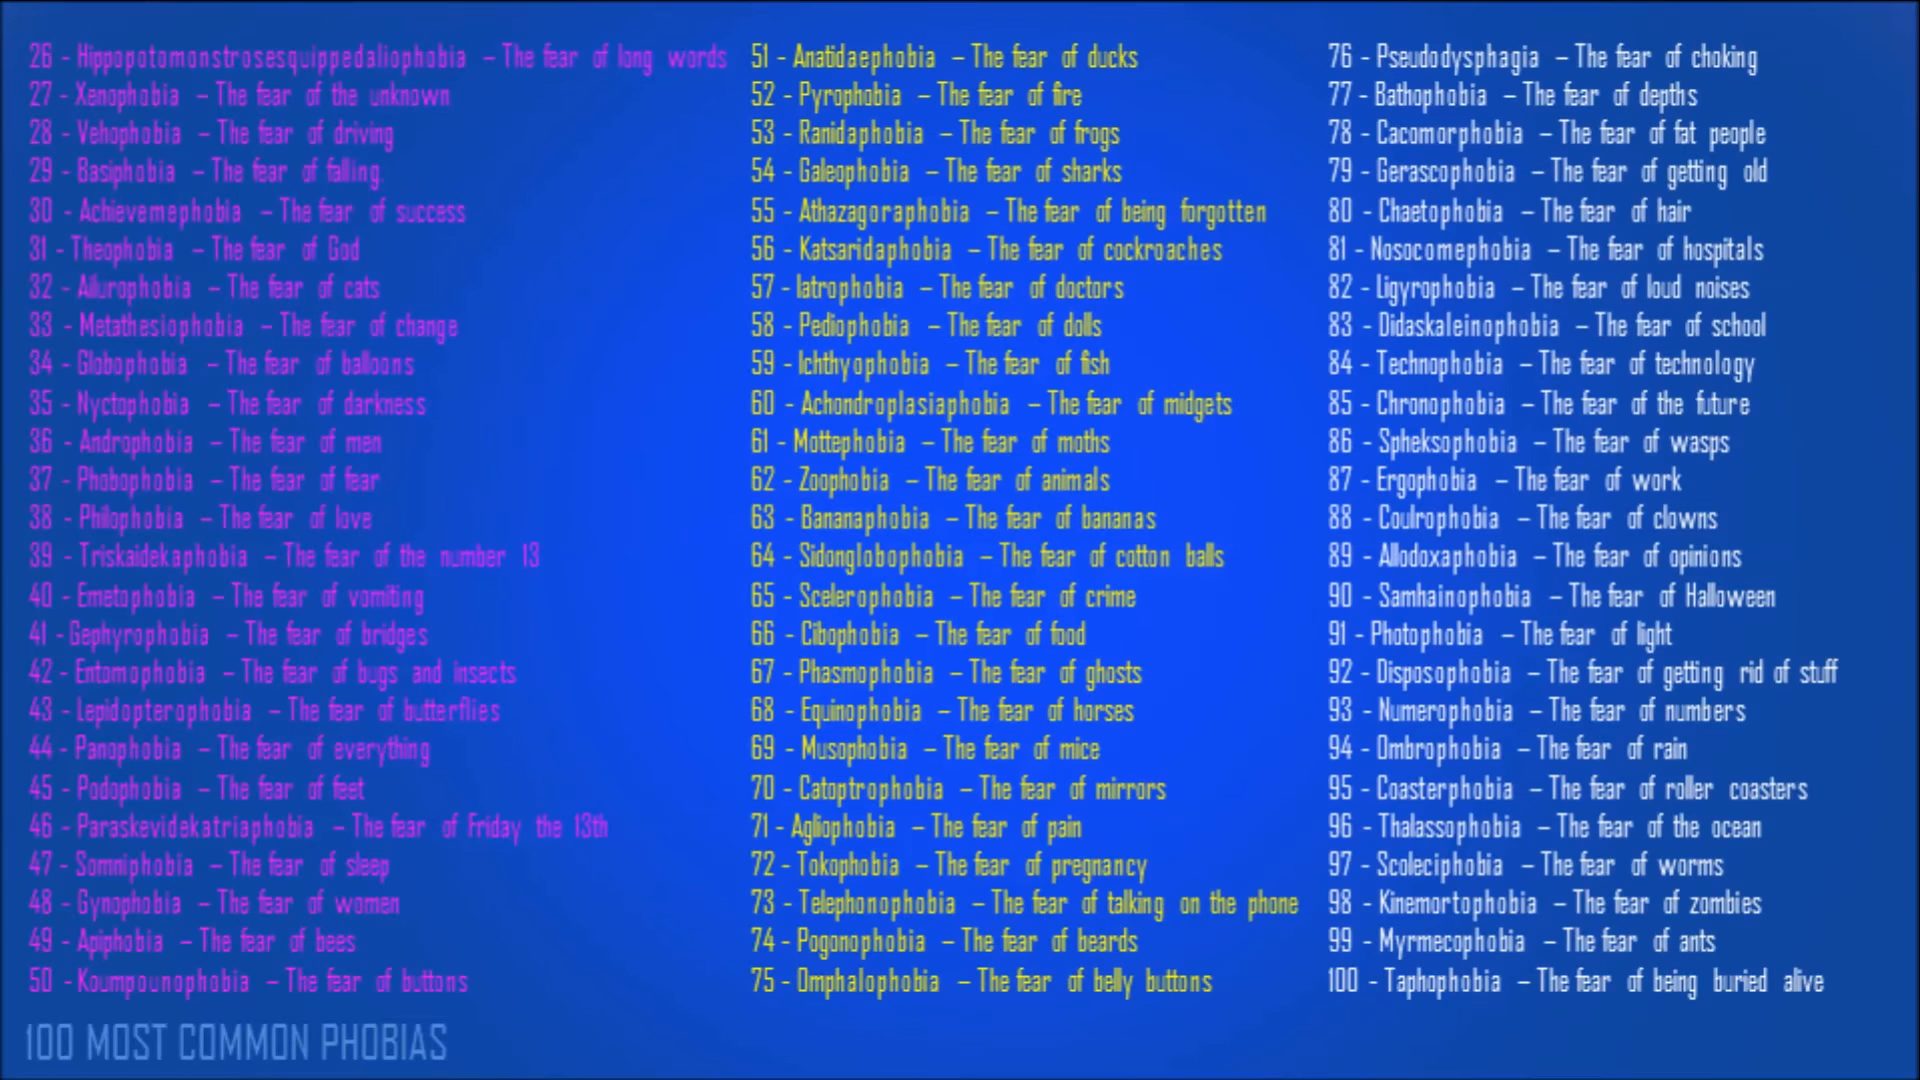 26 - Hippopotomonstrosesquippedaliophobia – The fear of long words
27 - Xenophobia – The fear of the unknown
28 - Vehophobia – The fear of driving
29 - Basiphobia – The fear of falling.
30 - Achievemephobia – The fear of success
31 - Theophobia – The fear of God
32 - Ailurophobia – The fear of cats
33 - Metathesiophobia – The fear of change
34 - Globophobia – The fear of balloons
35 - Nyctophobia – The fear of darkness
36 - Androphobia – The fear of men
37 - Phobophobia – The fear of fear
38 - Philophobia – The fear of love
39 - Triskaidekaphobia – The fear of the number 13
40 - Emetophobia – The fear of vomiting
41 - Gephyrophobia – The fear of bridges
42 - Entomophobia – The fear of bugs and insects
43 - Lepidopterophobia – The fear of butterflies
44 - Panophobia – The fear of everything
45 - Podophobia – The fear of feet
46 - Paraskevidekatriaphobia – The fear of Friday the 13th
47 - Somniphobia – The fear of sleep
48 - Gynophobia – The fear of women
49 - Apiphobia – The fear of bees
50 - Koumpounophobia – The fear of buttons
51 - Anatidaephobia – The fear of ducks
52 - Pyrophobia – The fear of fire
53 - Ranidaphobia – The fear of frogs
54 - Galeophobia – The fear of sharks
55 - Athazagoraphobia – The fear of being forgotten
56 - Katsaridaphobia – The fear of cockroaches
57 - Iatrophobia – The fear of doctors
58 - Pediophobia – The fear of dolls
59 - Ichthyophobia – The fear of fish
60 - Achondroplasiaphobia – The fear of midgets
61 - Mottephobia – The fear of moths
62 - Zoophobia – The fear of animals
63 - Bananaphobia – The fear of bananas
64 - Sidonglobophobia – The fear of cotton balls
65 - Scelerophobia – The fear of crime
66 - Cibophobia – The fear of food
67 - Phasmophobia – The fear of ghosts
68 - Equinophobia – The fear of horses
69 - Musophobia – The fear of mice
70 - Catoptrophobia – The fear of mirrors
71 - Agliophobia – The fear of pain
72 - Tokophobia – The fear of pregnancy
73 - Telephonophobia – The fear of talking on the phone
74 - Pogonophobia – The fear of beards
75 - Omphalophobia – The fear of belly buttons
76 - Pseudodysphagia – The fear of choking
77 - Bathophobia – The fear of depths
78 - Cacomorphobia – The fear of fat people
79 - Gerascophobia – The fear of getting old
80 - Chaetophobia – The fear of hair
81 - Nosocomephobia – The fear of hospitals
82 - Ligyrophobia – The fear of loud noises
83 - Didaskaleinophobia – The fear of school
84 - Technophobia – The fear of technology
85 - Chronophobia – The fear of the future
86 - Spheksophobia – The fear of wasps
87 - Ergophobia – The fear of work
88 - Coulrophobia – The fear of clowns
89 - Allodoxaphobia – The fear of opinions
90 - Samhainophobia – The fear of Halloween
91 - Photophobia – The fear of light
92 - Disposophobia – The fear of getting rid of stuff
93 - Numerophobia – The fear of numbers
94 - Ombrophobia – The fear of rain
95 - Coasterphobia – The fear of roller coasters
96 - Thalassophobia – The fear of the ocean
97 - Scoleciphobia – The fear of worms
98 - Kinemortophobia – The fear of zombies
99 - Myrmecophobia – The fear of ants
100 - Taphophobia – The fear of being buried alive
100 MOST COMMON PHOBIAS